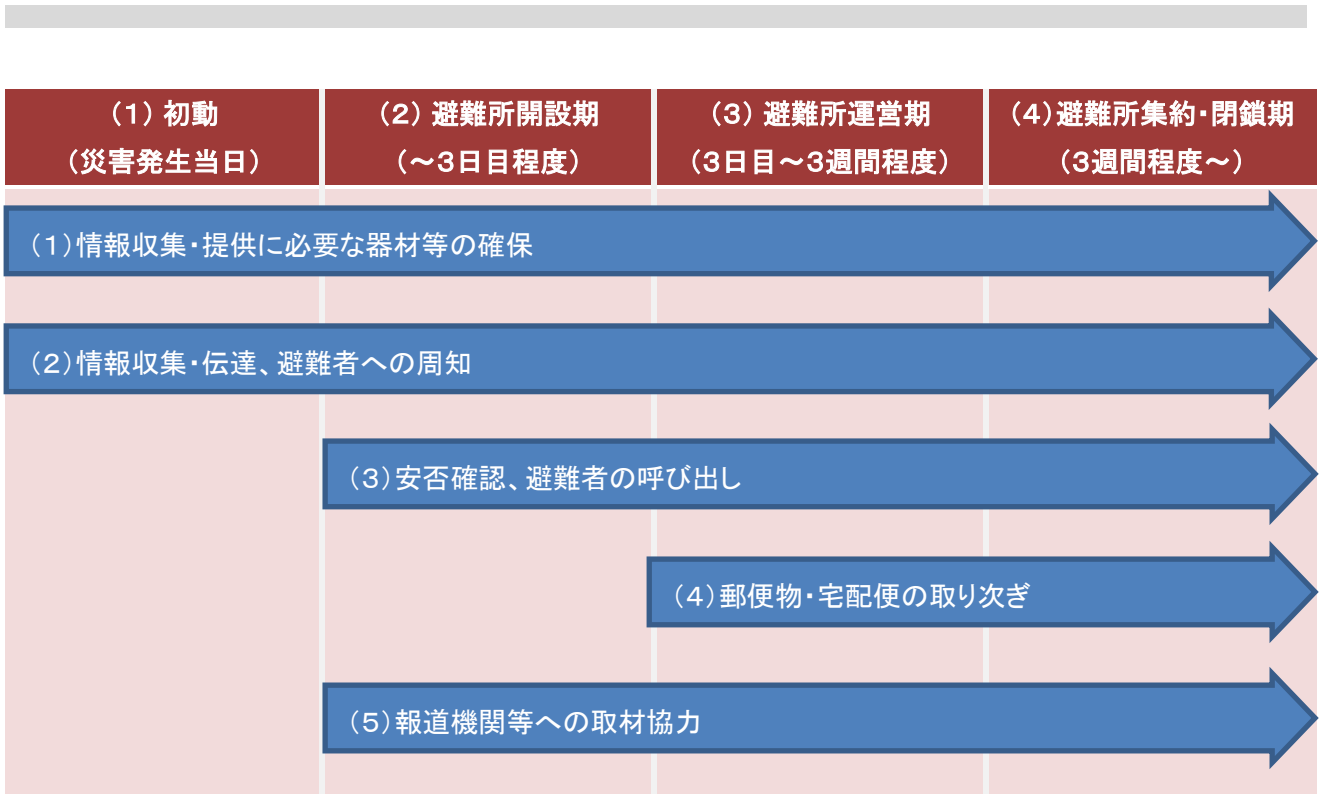 （１） 初動
（災害発生当日）
（２） 避難所開設期
（～３日目程度）
（３） 避難所運営期
（３日目～３週間程度）
（４）避難所集約・閉鎖期
（３週間程度～）
（１）情報収集・提供に必要な器材等の確保
（２）情報収集・伝達、避難者への周知
（３）安否確認、避難者の呼び出し
（４）郵便物・宅配便の取り次ぎ
（５）報道機関等への取材協力